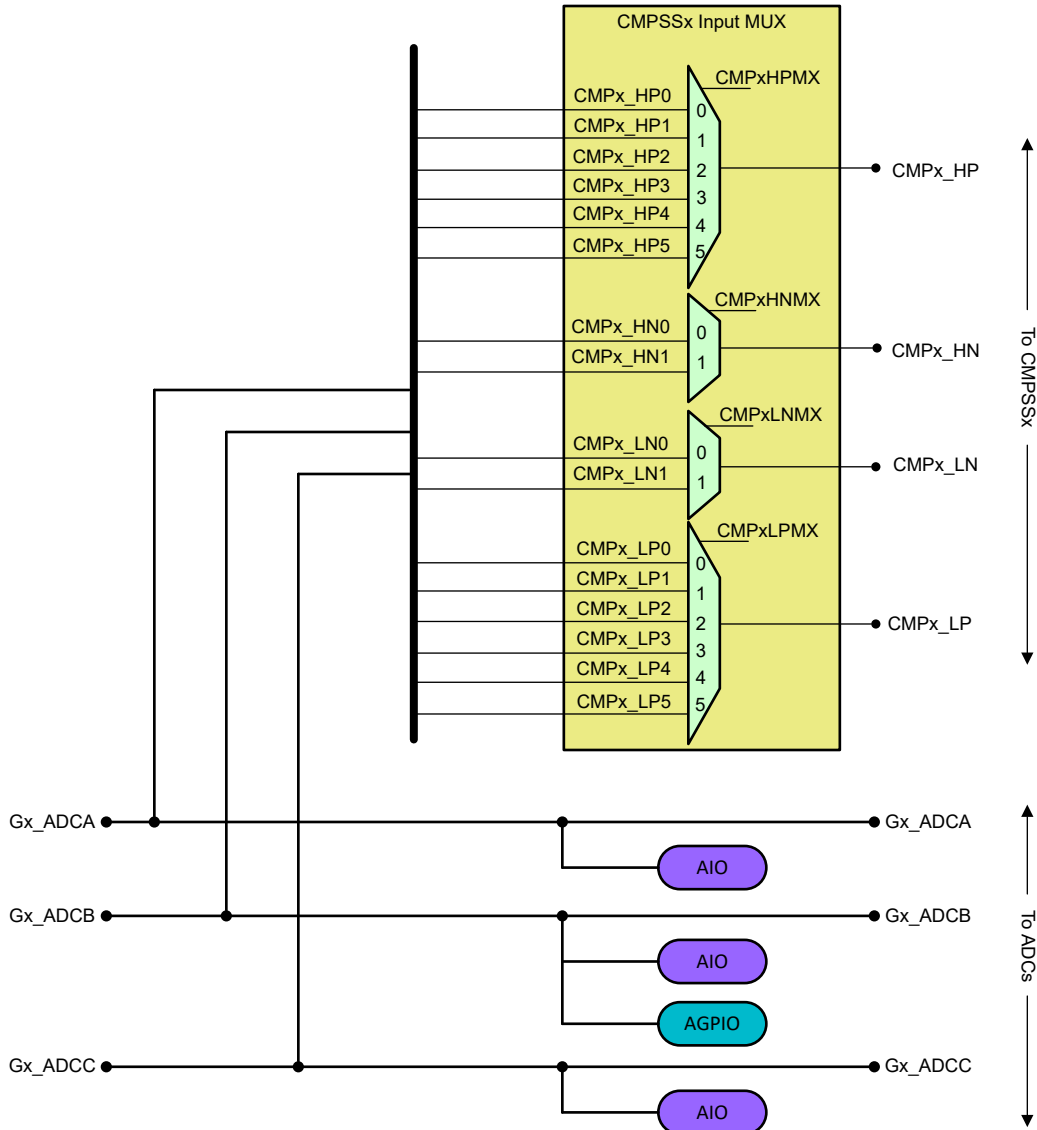 CMPSSx Input MUX
CMPxHPMX
CMPx_HP0
0
CMPx_HP1
1
CMPx_HP2
2
CMPx_HP
CMPx_HP3
3
CMPx_HP4
4
CMPx_HP5
5
CMPxHNMX
CMPx_HN0
0
CMPx_HN
CMPx_HN1
1
To CMPSSx
CMPxLNMX
CMPx_LN0
0
CMPx_LN
CMPx_LN1
1
CMPxLPMX
CMPx_LP0
0
CMPx_LP1
1
CMPx_LP2
2
CMPx_LP
CMPx_LP3
3
CMPx_LP4
4
CMPx_LP5
5
Gx_ADCA
Gx_ADCA
AIO
Gx_ADCB
Gx_ADCB
AIO
To ADCs
AGPIO
Gx_ADCC
Gx_ADCC
AIO